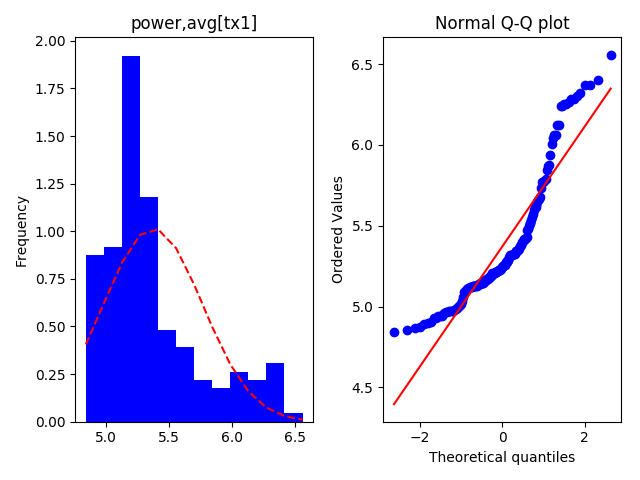 power,avg[tx1]
Frequency
2.00
1.75
1.50
1.25
1.00
0.75
0.50
0.25
0.00
5.0 5.5 6.0 6.5
Normal Q-Q plot
Ordered Values
6.5
6.0
5.5
5.0
4.5
−2 0 2
Theoretical quantiles